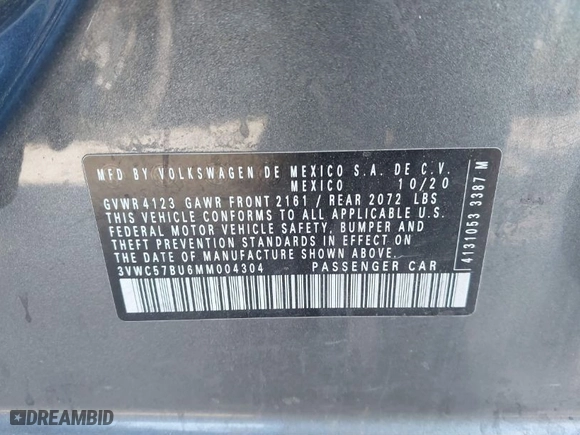 MFD BY VOLKSWAGEN DE MEXICO S.A. DE C.V.
MEXICO 10/20
GVWR 4123 GAWR FRONT 2161 / REAR 2072 LBS
THIS VEHICLE CONFORMS TO ALL APPLICABLE U.S.
FEDERAL MOTOR VEHICLE SAFETY, BUMPER AND
THEFT PREVENTION STANDARDS IN EFFECT ON
THE DATE OF MANUFACTURE SHOWN ABOVE.
3VWC57BU6MM004304 PASSENGER CAR
4131053 3387 M
DREAMBID